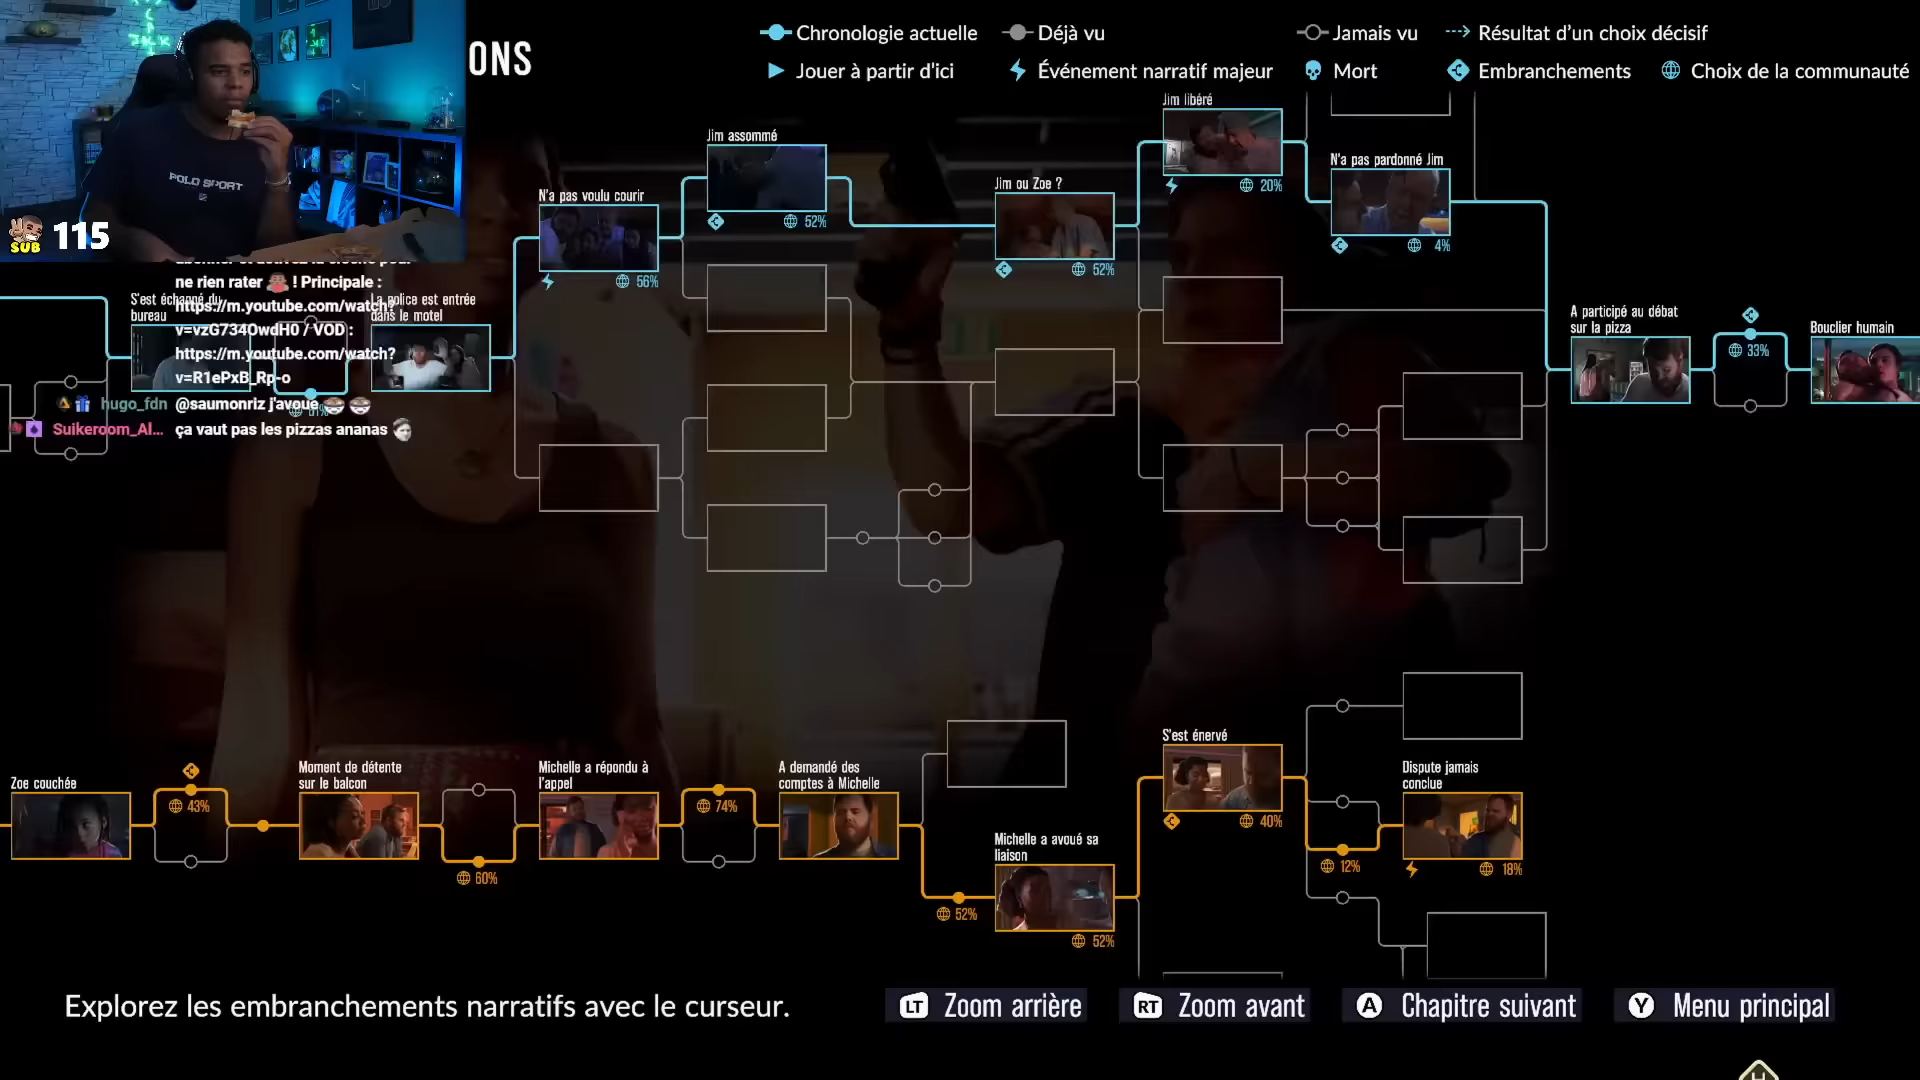 ONS
Chronologie actuelle
Déjà vu
Jamais vu
Résultat d'un choix décisif
Jouer à partir d'ici
Événement narratif majeur
Mort
Embranchements
Choix de la communauté
POLO SPORT
SUB 115
ne rien rater ! Principale :
https://m.youtube.com/watch?
v=vzG734OwdH0 / VOD :
https://m.youtube.com/watch?
v=R1ePxB_Rp-o
hugo_fdn @saumonriz j'avoue
Suikeroom_Al... ça vaut pas les pizzas ananas
S'est échappé du
bureau
La police est entrée
dans le motel
N'a pas voulu courir
56%
Jim assommé
52%
Jim ou Zoe ?
52%
Jim libéré
20%
N'a pas pardonné Jim
4%
A participé au débat
sur la pizza
33%
Bouclier humain
Zoe couchée
43%
Moment de détente
sur le balcon
60%
Michelle a répondu à
l'appel
74%
A demandé des
comptes à Michelle
52%
Michelle a avoué sa
liaison
52%
S'est énervé
40%
12%
Dispute jamais
conclue
18%
Explorez les embranchements narratifs avec le curseur.
LT Zoom arrière
RT Zoom avant
A Chapitre suivant
Y Menu principal